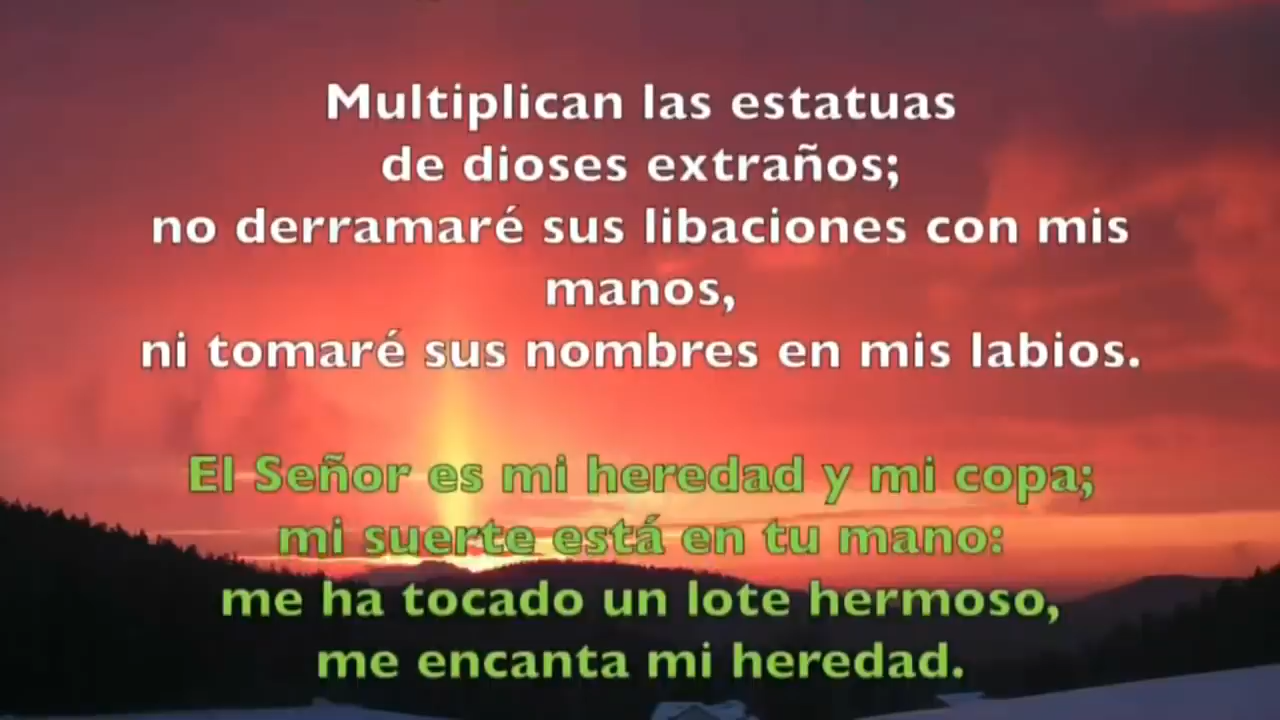 Multiplican las estatuas
de dioses extraños;
no derramaré sus libaciones con mis
manos,
ni tomaré sus nombres en mis labios.
El Señor es mi heredad y mi copa;
mi suerte está en tu mano:
me ha tocado un lote hermoso,
me encanta mi heredad.